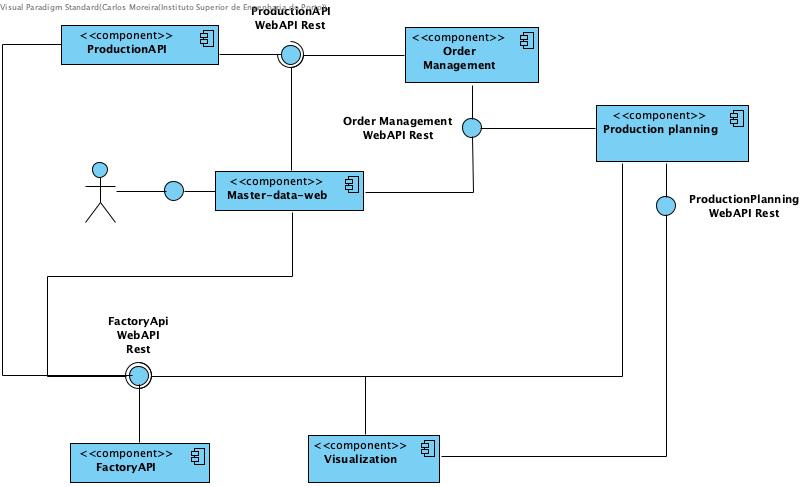 Visual Paradigm Standard(Carlos Moreira(Instituto Superior de Engenharia do Porto))
ProductionAPI
WebAPI Rest
<<component>>
ProductionAPI
<<component>>
Order
Management
Order Management
WebAPI Rest
<<component>>
Production planning
<<component>>
Master-data-web
ProductionPlanning
WebAPI Rest
FactoryApi
WebAPI
Rest
<<component>>
FactoryAPI
<<component>>
Visualization